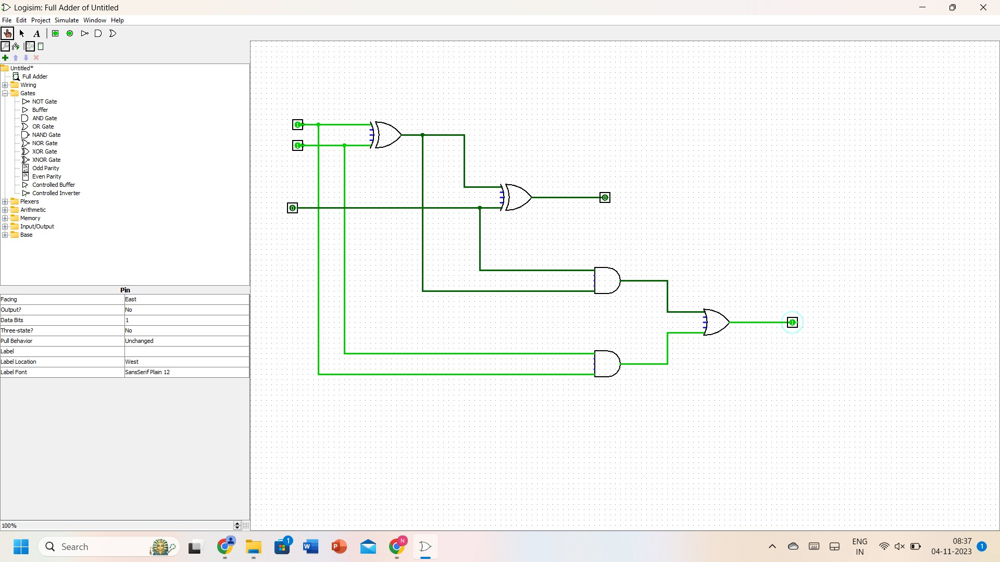 Logisim: Full Adder of Untitled
File Edit Project Simulate Window Help
A
Untitled*
Full Adder
Wiring
Gates
NOT Gate
Buffer
AND Gate
OR Gate
NAND Gate
NOR Gate
XOR Gate
XNOR Gate
Odd Parity
Even Parity
Controlled Buffer
Controlled Inverter
Plexers
Arithmetic
Memory
Input/Output
Base
Pin
Facing East
Output? No
Data Bits 1
Three-state? No
Pull Behavior Unchanged
Label
Label Location West
Label Font SansSerif Plain 12
100%
1
1
0
0
1
Search
1
W
P
N
ENG
IN
08:37
04-11-2023
1